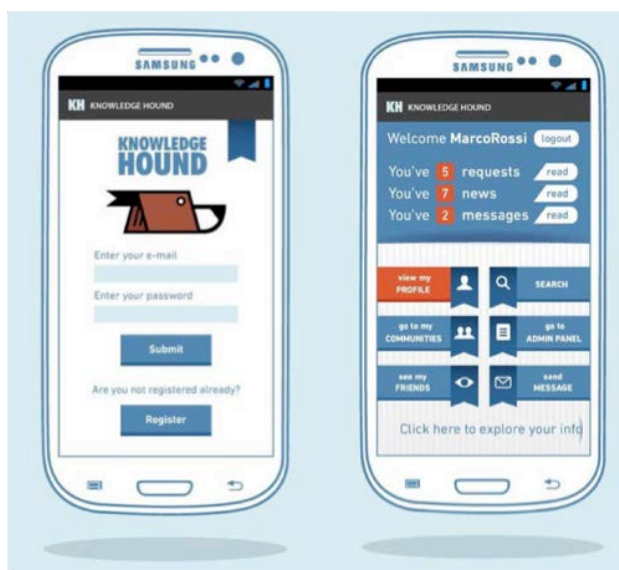 SAMSUNG
KH KNOWLEDGE HOUND
KNOWLEDGE
HOUND
Enter your e-mail
Enter your password
Submit
Are you not registered already?
Register
SAMSUNG
KH KNOWLEDGE HOUND
Welcome MarcoRossi logout
You've 5 requests read
You've 7 news read
You've 2 messages read
view my
PROFILE
SEARCH
go to my
COMMUNITIES
go to
ADMIN PANEL
see my
FRIENDS
send
MESSAGE
Click here to explore your info